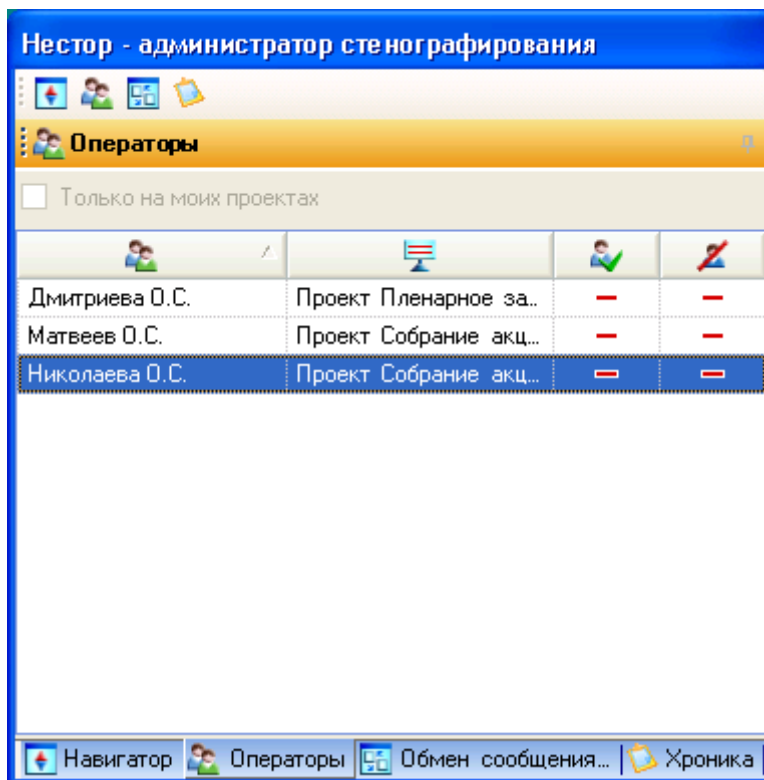 Нестор - администратор стенографирования
Операторы
Только на моих проектах
Дмитриева О.С. Проект Пленарное за...
Матвеев О.С. Проект Собрание акц...
Николаева О.С. Проект Собрание акц...
Навигатор Операторы Обмен сообщения... Хроника